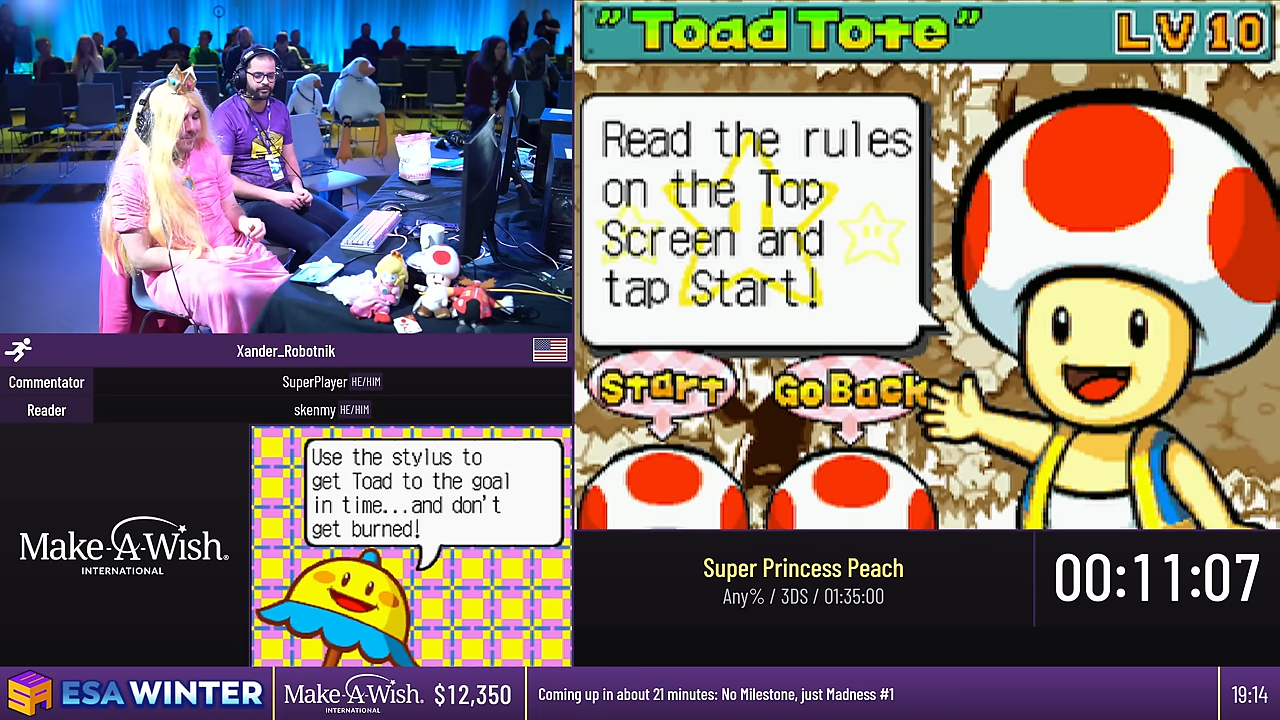 "Toad Tote"
LV 10
Read the rules
on the Top
Screen and
tap Start!
Start
Go Back
Xander_Robotnik
Commentator
SuperPlayer HE/HIM
Reader
skenmy HE/HIM
Use the stylus to
get Toad to the goal
in time...and don't
get burned!
Make-A-Wish®
INTERNATIONAL
Super Princess Peach
Any% / 3DS / 01:35:00
00:11:07
ESA WINTER
Make-A-Wish.
INTERNATIONAL
$12,350
Coming up in about 21 minutes: No Milestone, just Madness #1
19:14